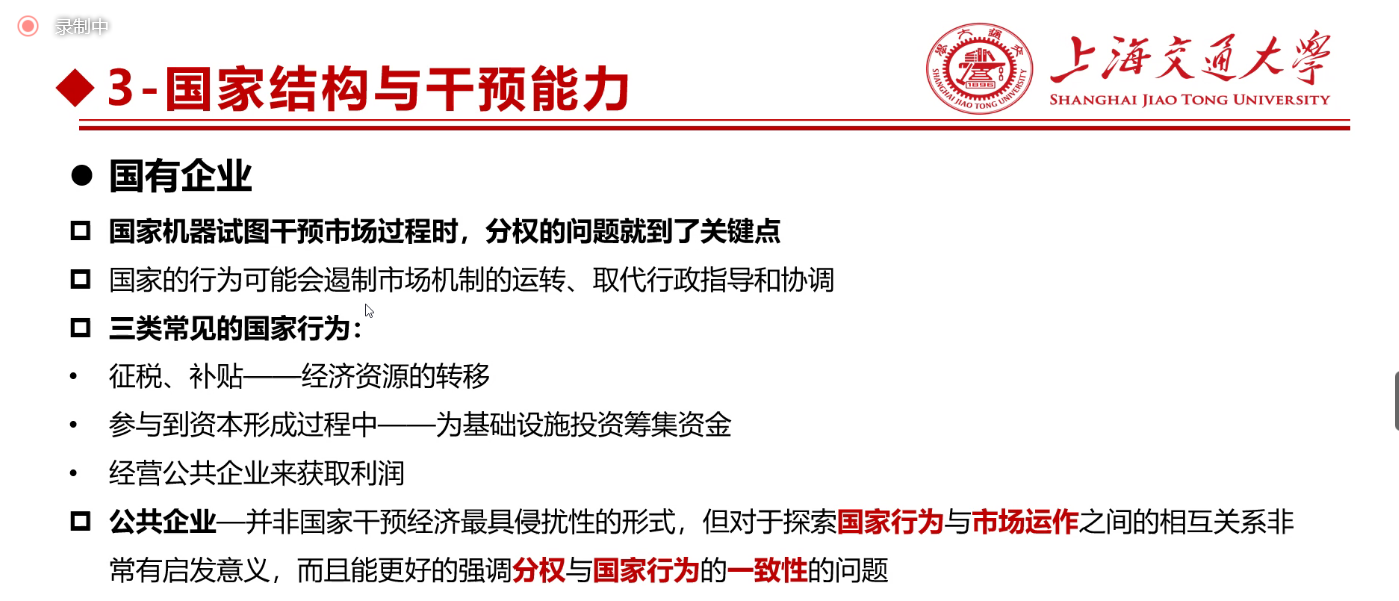 录制中
上海交通大学
SHANGHAI JIAO TONG UNIVERSITY
1896
3-国家结构与干预能力
国有企业
国家机器试图干预市场过程时，分权的问题就到了关键点
国家的行为可能会遏制市场机制的运转、取代行政指导和协调
三类常见的国家行为：
• 征税、补贴——经济资源的转移
• 参与到资本形成过程中——为基础设施投资筹集资金
• 经营公共企业来获取利润
公共企业—并非国家干预经济最具侵扰性的形式，但对于探索国家行为与市场运作之间的相互关系非
常有启发意义，而且能更好的强调分权与国家行为的一致性的问题